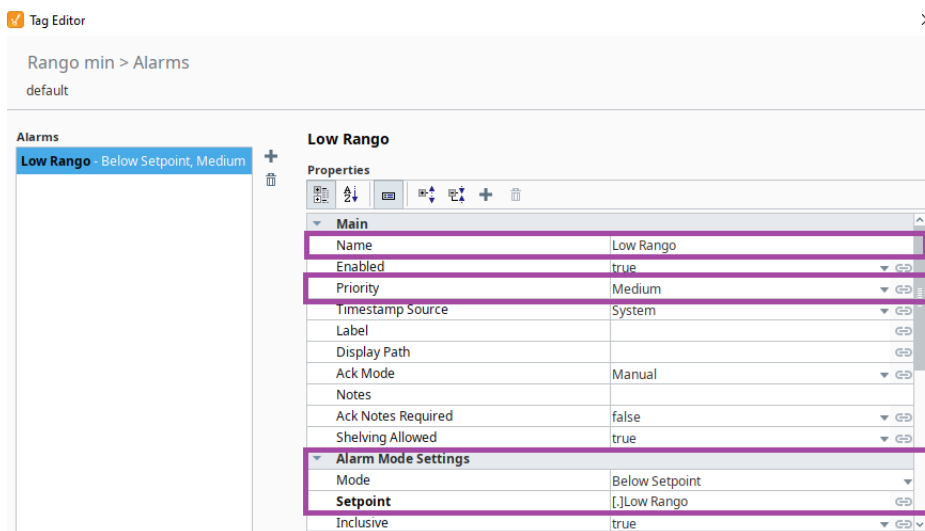 Tag Editor
Rango min > Alarms
default
Alarms
Low Rango - Below Setpoint, Medium
Low Rango
Properties
Main
Name Low Rango
Enabled true
Priority Medium
Timestamp Source System
Label
Display Path
Ack Mode Manual
Notes
Ack Notes Required false
Shelving Allowed true
Alarm Mode Settings
Mode Below Setpoint
Setpoint [.]Low Rango
Inclusive true